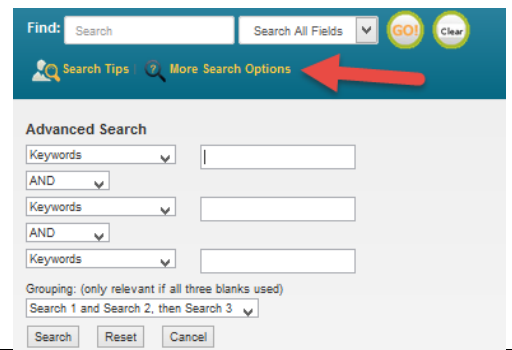 Find: Search Search All Fields GO! Clear
Search Tips | More Search Options
Advanced Search
Keywords
AND
Keywords
AND
Keywords
Grouping: (only relevant if all three blanks used)
Search 1 and Search 2, then Search 3
Search Reset Cancel